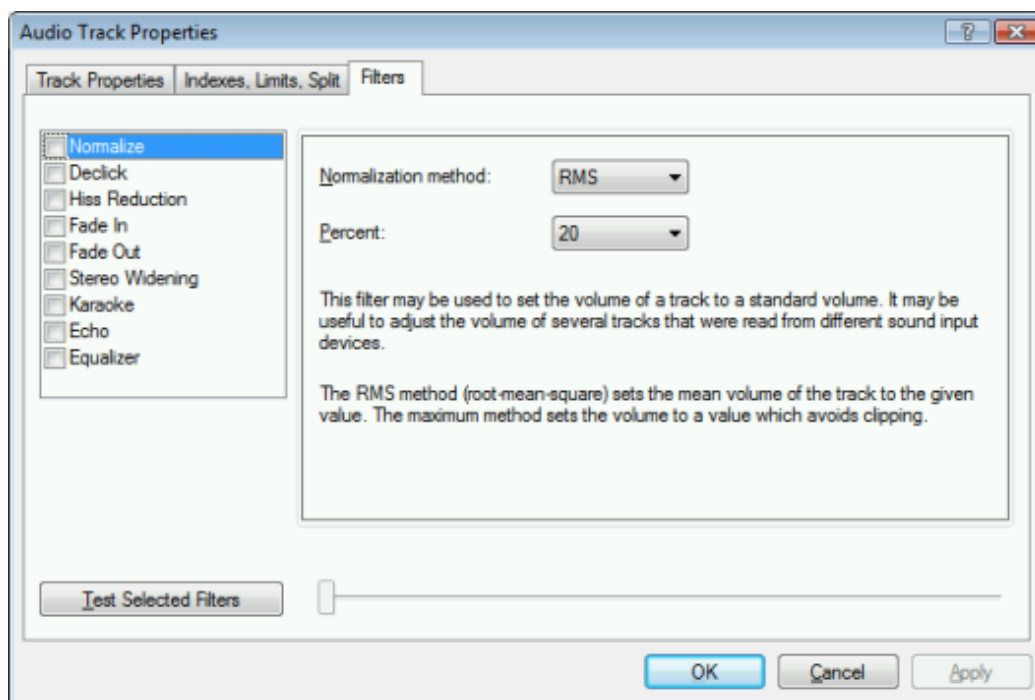 Audio Track Properties
Track Properties
Indexes, Limits, Split
Filters
Normalize
Declick
Hiss Reduction
Fade In
Fade Out
Stereo Widening
Karaoke
Echo
Equalizer
Normalization method:
RMS
Percent:
20
This filter may be used to set the volume of a track to a standard volume. It may be
useful to adjust the volume of several tracks that were read from different sound input
devices.
The RMS method (root-mean-square) sets the mean volume of the track to the given
value. The maximum method sets the volume to a value which avoids clipping.
Test Selected Filters
OK
Cancel
Apply